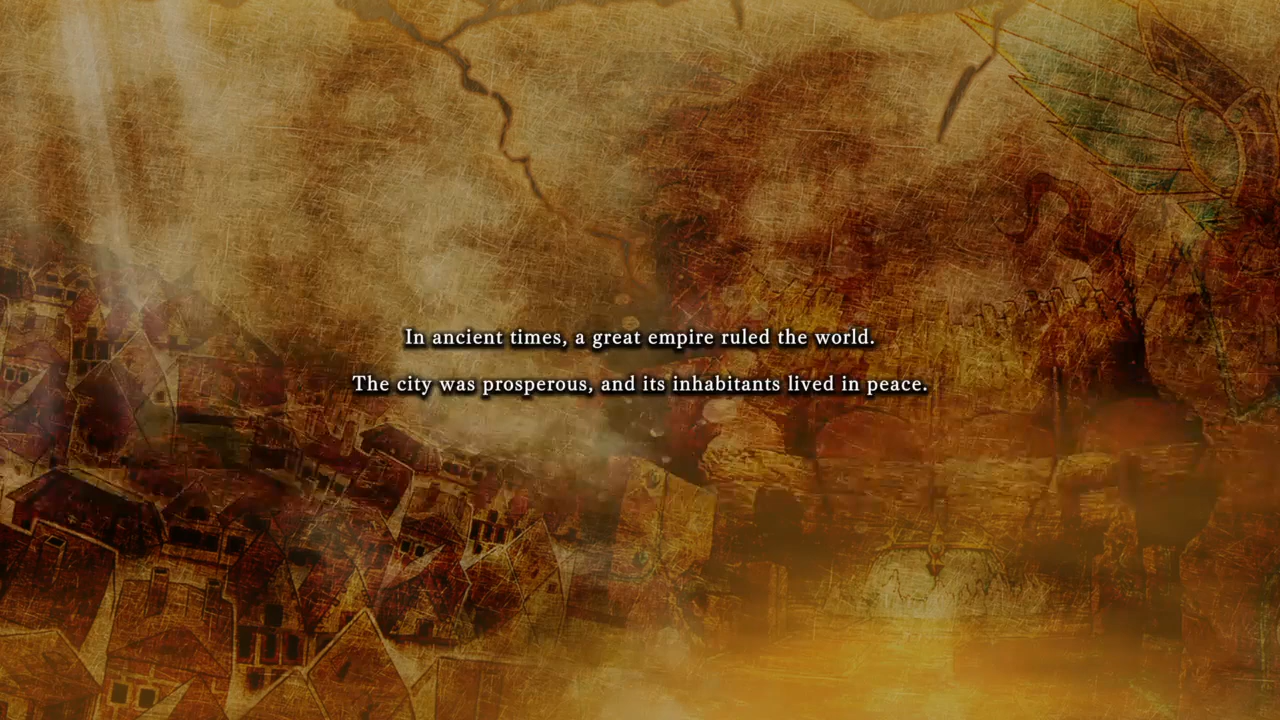 In ancient times, a great empire ruled the world.
The city was prosperous, and its inhabitants lived in peace.